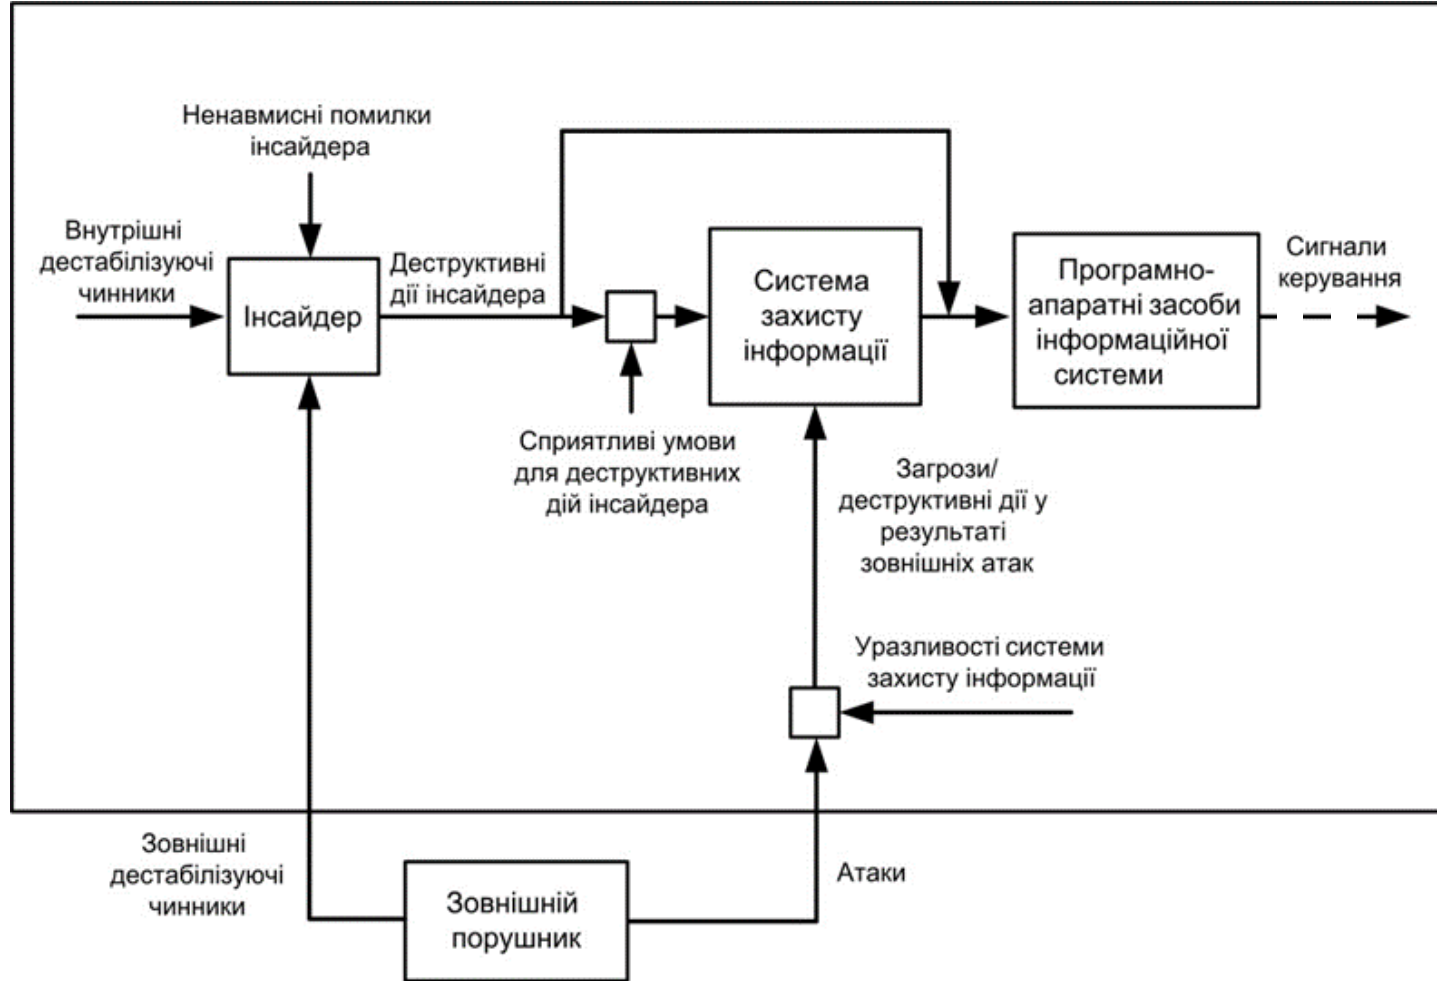 Ненавмисні помилки
інсайдера
Внутрішні
дестабілізуючі
чинники
Інсайдер
Деструктивні
дії інсайдера
Система
захисту
інформації
Програмно-
апаратні засоби
інформаційної
системи
Сигнали
керування
Сприятливі умови
для деструктивних
дій інсайдера
Загрози/
деструктивні дії у
результаті
зовнішніх атак
Уразливості системи
захисту інформації
Зовнішні
дестабілізуючі
чинники
Зовнішній
порушник
Атаки